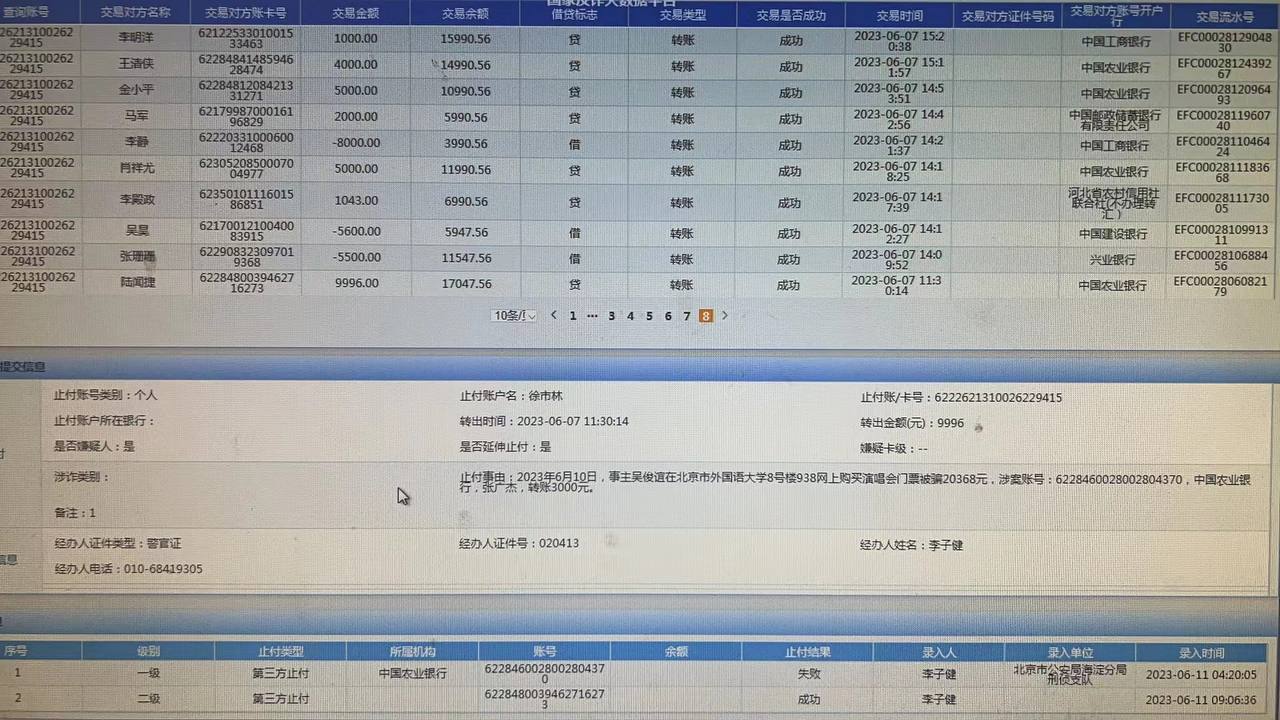 国家反诈大数据平台
查询账号 交易对方名称 交易对方账卡号 交易金额 交易余额 借贷标志 交易类型 交易是否成功 交易时间 交易对方证件号码 交易对方账号开户行 交易流水号
2621310026229415 李明洋 6212253301001533463 1000.00 15990.56 贷 转账 成功 2023-06-07 15:20:38 中国工商银行 EFC0002812904830
2621310026229415 王浩侠 6228484148594628474 4000.00 14990.56 贷 转账 成功 2023-06-07 15:11:57 中国农业银行 EFC0002812439267
2621310026229415 金小平 6228481208421331271 5000.00 10990.56 贷 转账 成功 2023-06-07 14:53:51 中国农业银行 EFC0002812096493
2621310026229415 马军 6217998700016196829 2000.00 5990.56 贷 转账 成功 2023-06-07 14:42:56 中国邮政储蓄银行有限责任公司 EFC0002811960740
2621310026229415 李静 6222033100060012468 -8000.00 3990.56 借 转账 成功 2023-06-07 14:21:37 中国工商银行 EFC0002811046424
2621310026229415 肖祥尤 6230520850007004977 5000.00 11990.56 贷 转账 成功 2023-06-07 14:18:25 中国农业银行 EFC0002811183668
2621310026229415 李殿政 6235010111601586851 1043.00 6990.56 贷 转账 成功 2023-06-07 14:17:39 河北省农村信用社联合社(不办理转汇) EFC0002811173005
2621310026229415 吴昊 6217001210040083915 -5600.00 5947.56 借 转账 成功 2023-06-07 14:12:27 中国建设银行 EFC0002810991311
2621310026229415 张珊珊 622908323097019368 -5500.00 11547.56 借 转账 成功 2023-06-07 14:09:52 兴业银行 EFC0002810688456
2621310026229415 陆闻捷 6228480039462716273 9996.00 17047.56 贷 转账 成功 2023-06-07 11:30:14 中国农业银行 EFC0002806082179
10条/ < 1 ··· 3 4 5 6 7 8 >
提交信息
止付账号类别：个人 止付账户名：徐市林 止付账/卡号：6222621310026229415
止付账户所在银行： 转出时间：2023-06-07 11:30:14 转出金额(元)：9996
是否嫌疑人：是 是否延伸止付：是 嫌疑卡级：--
涉诈类别： 止付事由：2023年6月10日，事主吴俊谊在北京市外国语大学8号楼938网上购买演唱会门票被骗20368元，涉案账号：6228460028002804370，中国农业银
行，张广杰，转账3000元。
备注：1
经办人证件类型：警官证 经办人证件号：020413 经办人姓名：李子健
经办人电话：010-68419305
序号 级别 止付类型 所属机构 账号 余额 止付结果 录入人 录入单位 录入时间
1 一级 第三方止付 中国农业银行 6228460028002804370 失败 李子健 北京市公安局海淀分局刑侦支队 2023-06-11 04:20:05
2 二级 第三方止付 6228480039462716273 成功 李子健 2023-06-11 09:06:36